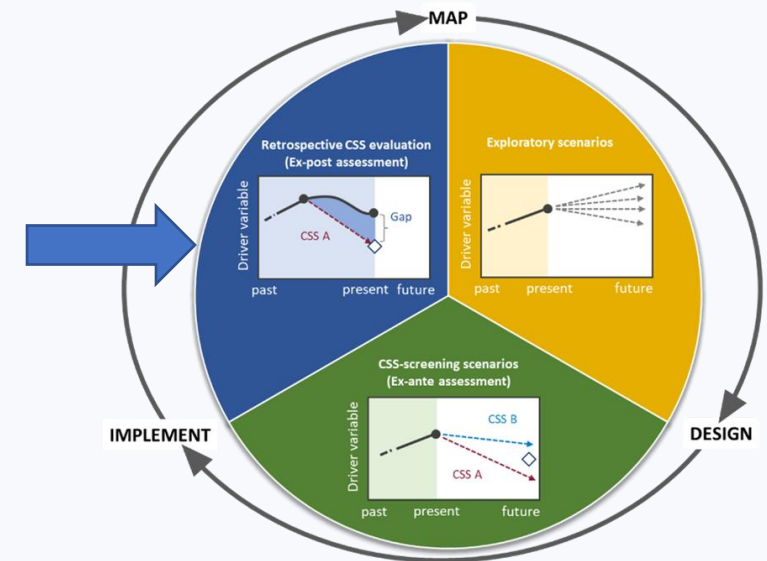 MAP
Retrospective CSS evaluation
(Ex-post assessment)
Driver variable
CSS A
Gap
past present future
Exploratory scenarios
Driver variable
past present future
CSS-screening scenarios
(Ex-ante assessment)
Driver variable
CSS B
CSS A
past present future
IMPLEMENT
DESIGN